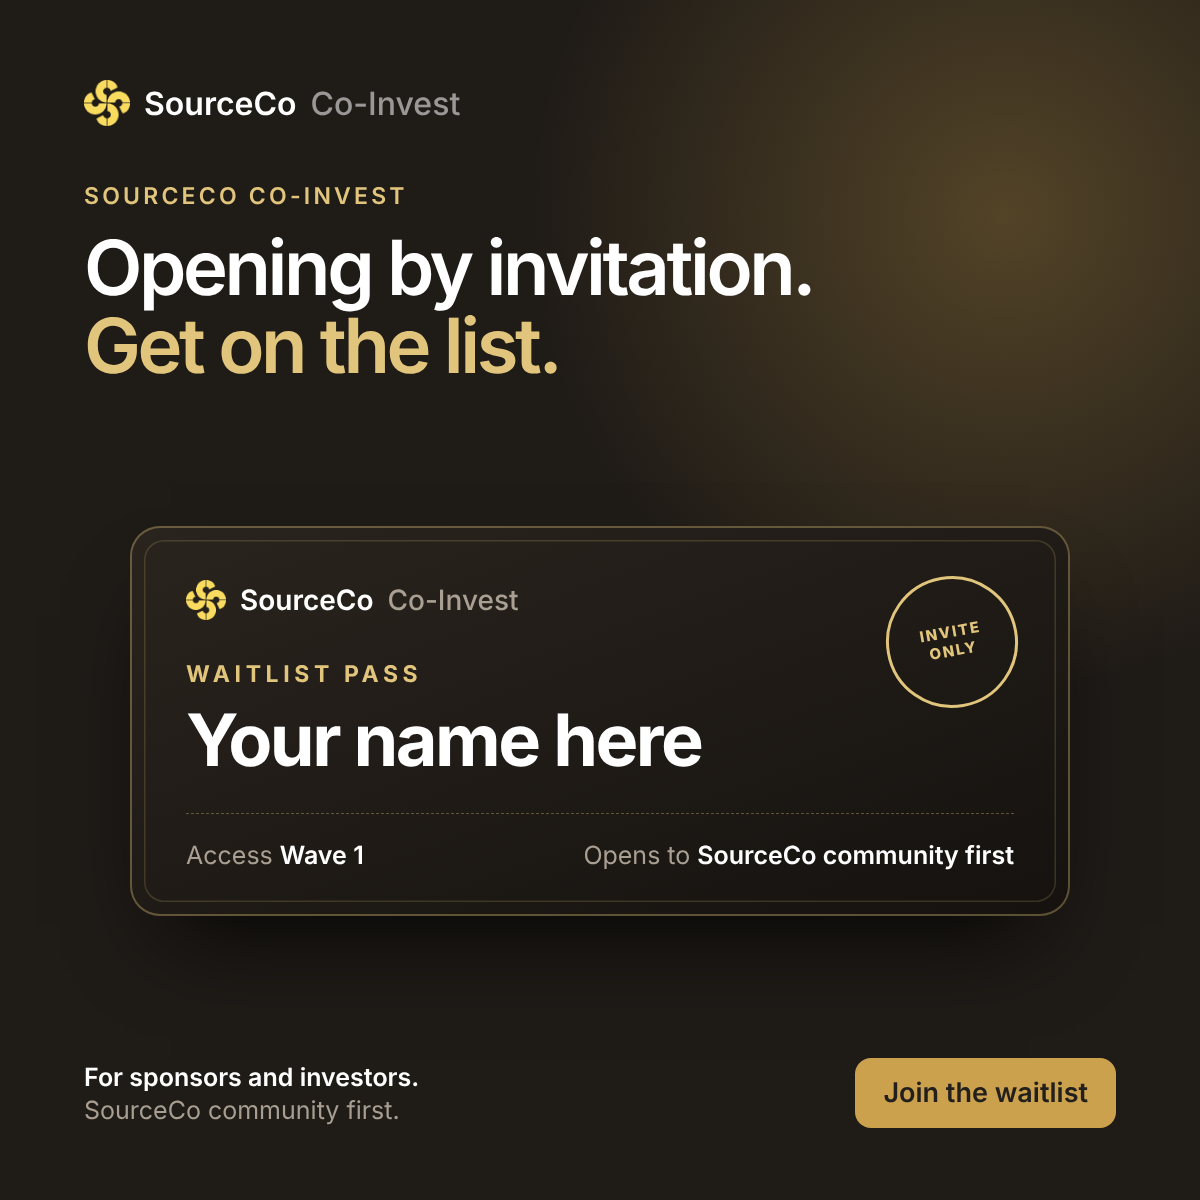 SourceCo Co-Invest
SOURCECO CO-INVEST
Opening by invitation.
Get on the list.
SourceCo Co-Invest
INVITE
ONLY
WAITLIST PASS
Your name here
Access Wave 1
Opens to SourceCo community first
For sponsors and investors.
SourceCo community first.
Join the waitlist